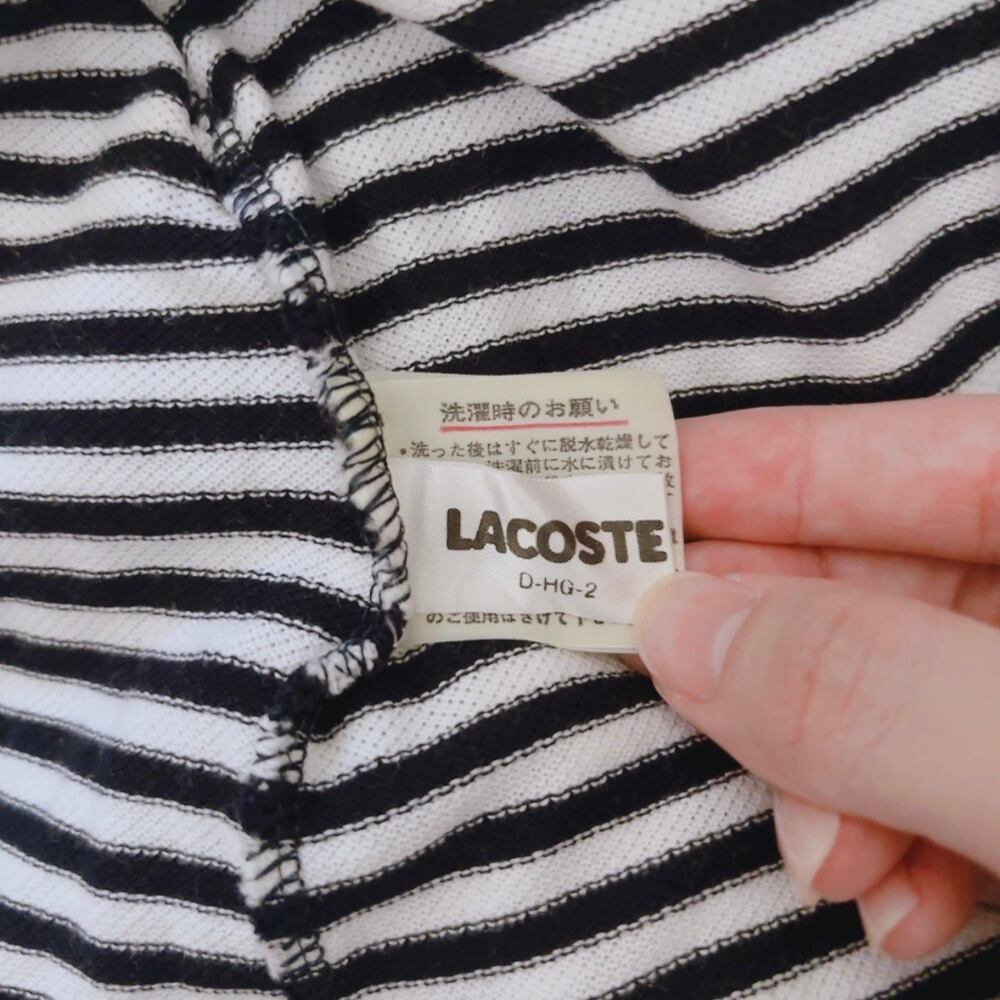 洗濯時のお願い
・洗った後はすぐに脱水乾燥して
洗濯前に水に漬けてお
LACOSTE
D-HG-2
のご使用はさけて下